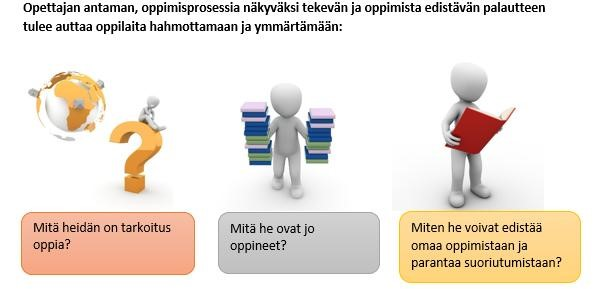 Opettajan antaman, oppimisprosessia näkyväksi tekevän ja oppimista edistävän palautteen
tulee auttaa oppilaita hahmottamaan ja ymmärtämään:
Mitä heidän on tarkoitus
oppia?
Mitä he ovat jo
oppineet?
Miten he voivat edistää
omaa oppimistaan ja
parantaa suoriutumistaan?